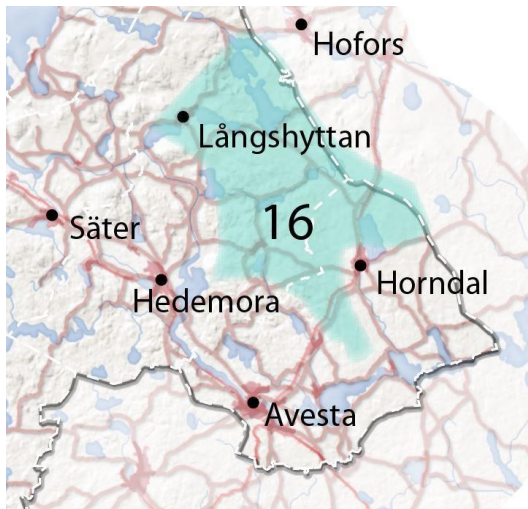 Hofors
Långshyttan
Säter
16
Hedemora
Horndal
Avesta